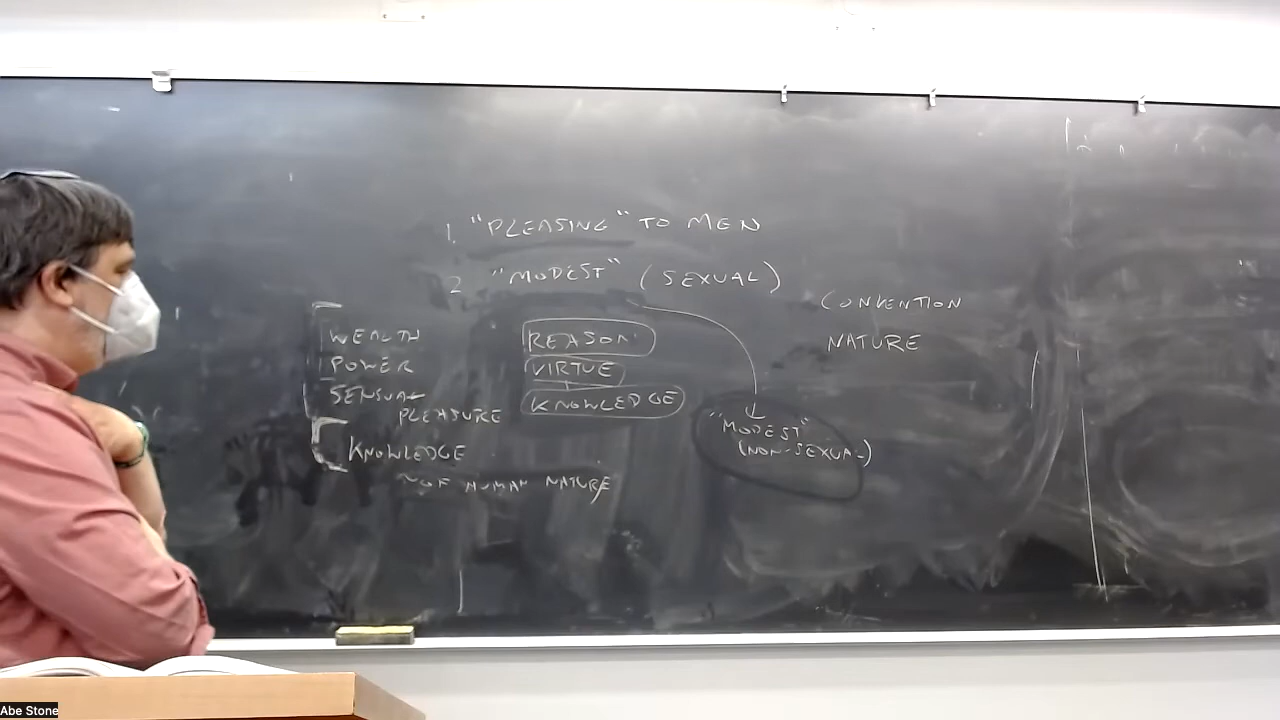 1. "PLEASING" TO MEN
2 "MODEST" (SEXUAL)
CONVENTION
NATURE
WEALTH
POWER
SENSUAL
PLEASURE
KNOWLEDGE
OF HUMAN NATURE
REASON
VIRTUE
KNOWLEDGE
"MODEST"
(NON-SEXUAL)
Abe Stone